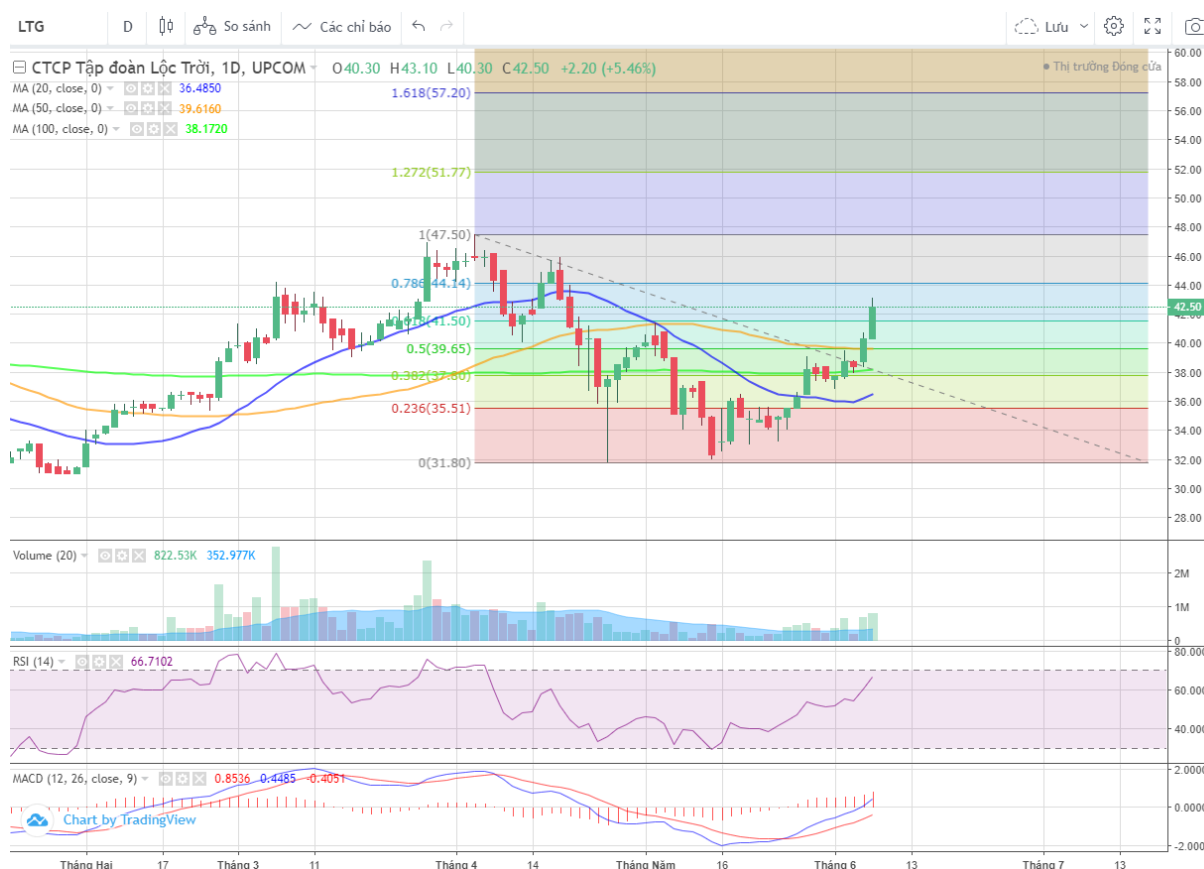 LTG D So sánh Các chỉ báo Lưu
CTCP Tập đoàn Lộc Trời, 1D, UPCOM O40.30 H43.10 L40.30 C42.50 +2.20 (+5.46%)
Thị trường Đóng cửa
MA (20, close, 0) 36.4850
MA (50, close, 0) 39.6160
MA (100, close, 0) 38.1720
1.618(57.20)
1.272(51.77)
1(47.50)
0.786(44.14)
0.618(41.50)
0.5(39.65)
0.382(37.80)
0.236(35.51)
0(31.80)
60.00
58.00
56.00
54.00
52.00
50.00
48.00
46.00
44.00
42.50
42.00
40.00
38.00
36.00
34.00
32.00
30.00
28.00
Volume (20) 822.53K 352.977K
2M
1M
0
RSI (14) 66.7102
80.000
60.000
40.000
MACD (12, 26, close, 9) 0.8536 0.4485 -0.4051
2.0000
0.0000
-2.000
Chart by TradingView
Tháng Hai 17 Tháng 3 11 Tháng 4 14 Tháng Năm 16 Tháng 6 13 Tháng 7 13